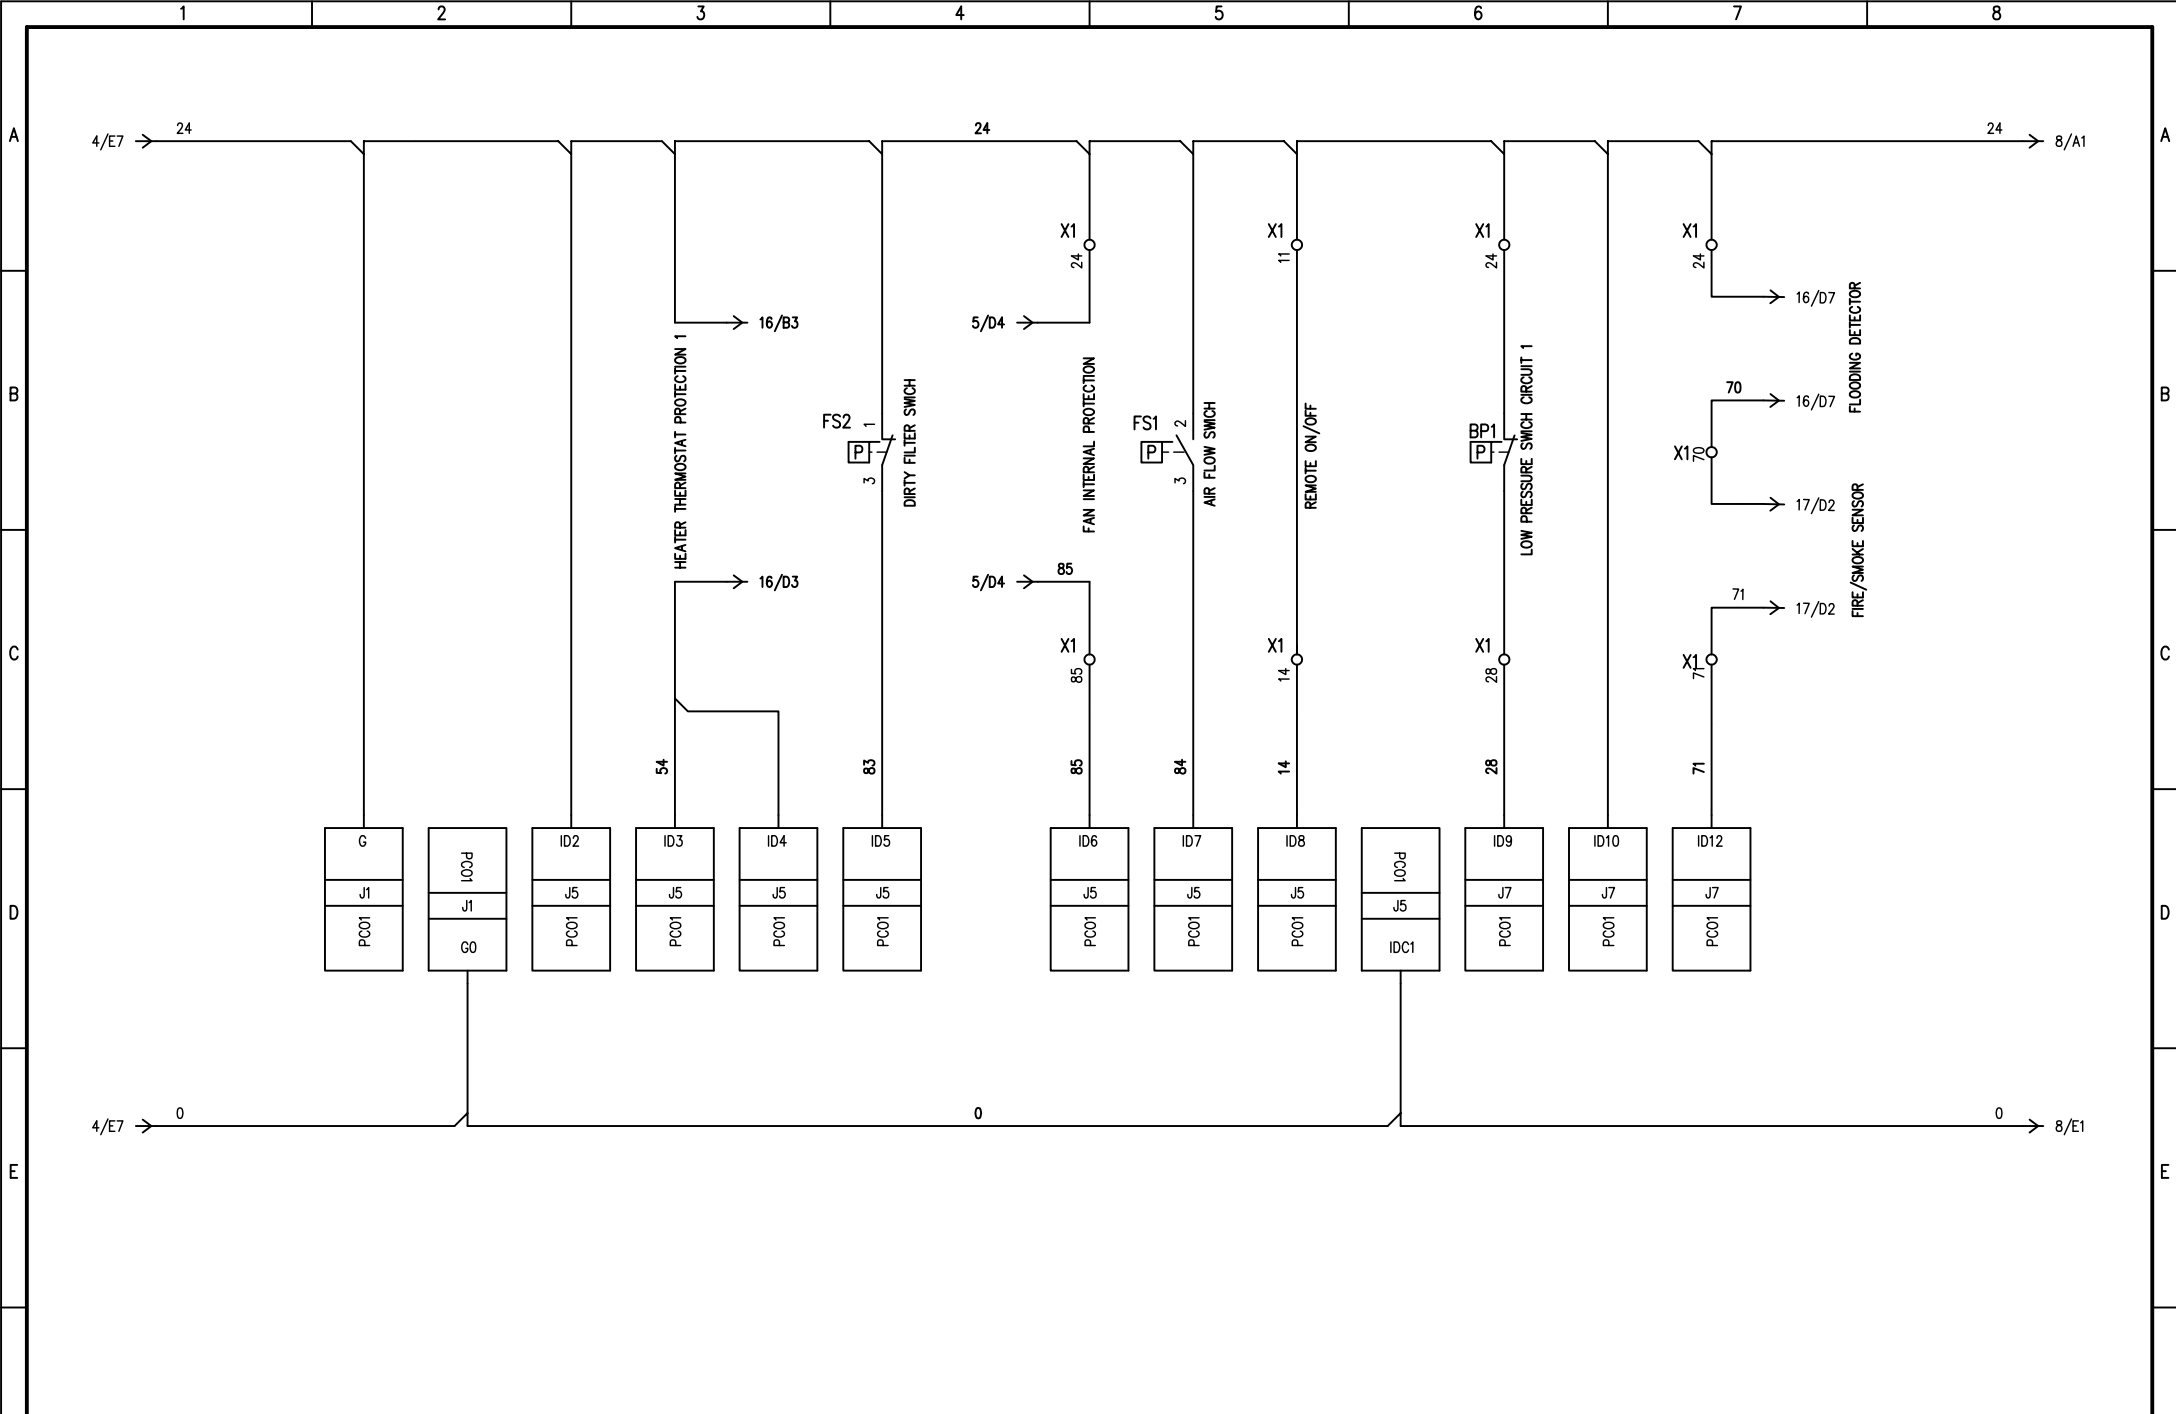 1 2 3 4 5 6 7 8
A A
4/E7 24 24 24 8/A1
X1 X1 X1 X1
24 11 24 24
16/D7
16/B3 5/D4
FLOODING DETECTOR
HEATER THERMOSTAT PROTECTION 1
FAN INTERNAL PROTECTION
LOW PRESSURE SWICH CIRCUIT 1
B B
70
16/D7
FS2 1
P
3
DIRTY FILTER SWICH
FS1 2
P
3
AIR FLOW SWICH
REMOTE ON/OFF
BP1
P
X1 70
17/D2
FIRE/SMOKE SENSOR
16/D3 5/D4 85
71
17/D2
C C
X1 X1 X1 X1
85 14 28 71
54 83 85 84 14 28 71
G ID2 ID3 ID4 ID5 ID6 ID7 ID8 ID9 ID10 ID12
PCO1 PCO1
J1 J5 J5 J5 J5 J5 J5 J5 J7 J7 J7
J1 J5
D D
PCO1 PCO1 PCO1 PCO1 PCO1 PCO1 PCO1 PCO1 PCO1 PCO1 PCO1
G0 IDC1
4/E7 0 0 0 8/E1
E E